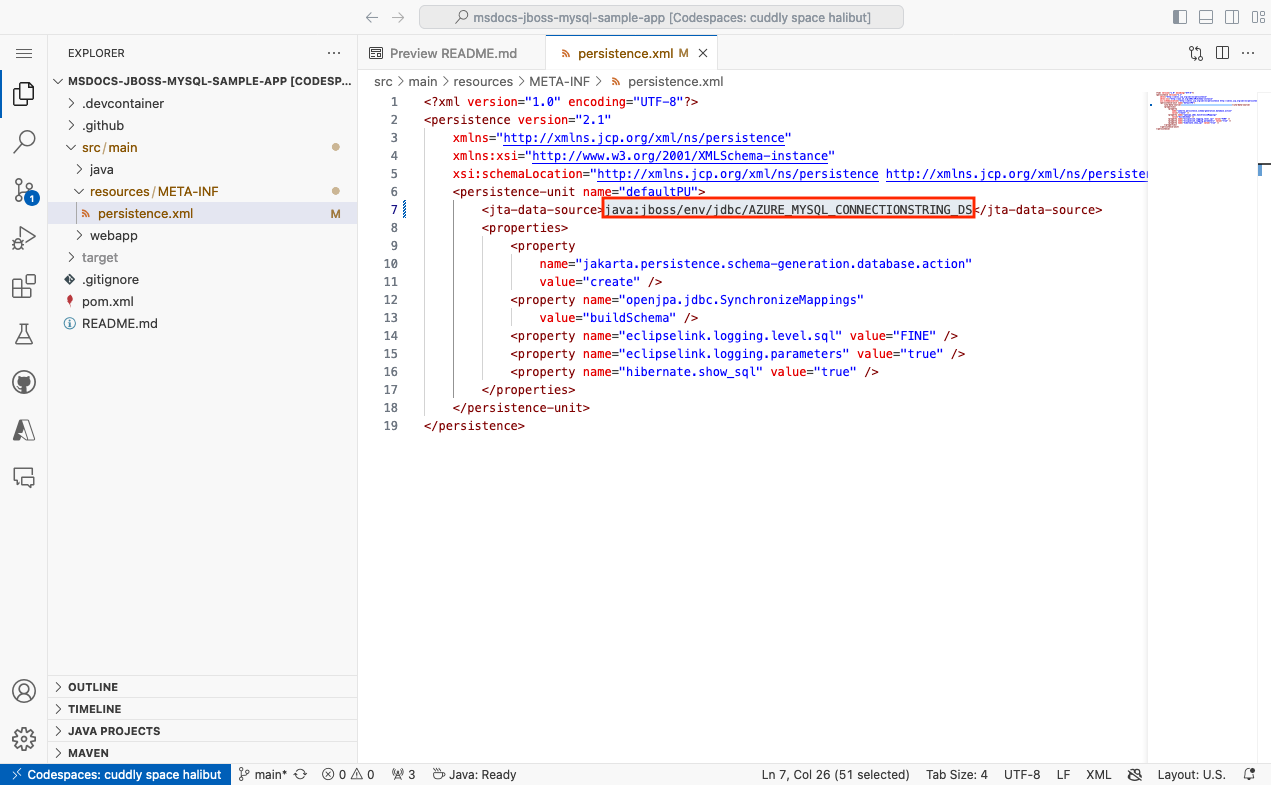 msdocs-jboss-mysql-sample-app [Codespaces: cuddly space halibut]
EXPLORER
MSDOCS-JBOSS-MYSQL-SAMPLE-APP [CODESP...
.devcontainer
.github
src/main
java
resources/META-INF
persistence.xml M
webapp
target
.gitignore
pom.xml
README.md
OUTLINE
TIMELINE
JAVA PROJECTS
MAVEN
1
Preview README.md
persistence.xml M
src > main > resources > META-INF > persistence.xml
1 <?xml version="1.0" encoding="UTF-8"?>
2 <persistence version="2.1"
3 xmlns="http://xmlns.jcp.org/xml/ns/persistence"
4 xmlns:xsi="http://www.w3.org/2001/XMLSchema-instance"
5 xsi:schemaLocation="http://xmlns.jcp.org/xml/ns/persistence http://xmlns.jcp.org/xml/ns/persister
6 <persistence-unit name="defaultPU">
7 <jta-data-source>java:jboss/env/jdbc/AZURE_MYSQL_CONNECTIONSTRING_DS</jta-data-source>
8 <properties>
9 <property
10 name="jakarta.persistence.schema-generation.database.action"
11 value="create" />
12 <property name="openjpa.jdbc.SynchronizeMappings"
13 value="buildSchema" />
14 <property name="eclipselink.logging.level.sql" value="FINE" />
15 <property name="eclipselink.logging.parameters" value="true" />
16 <property name="hibernate.show_sql" value="true" />
17 </properties>
18 </persistence-unit>
19 </persistence>
Codespaces: cuddly space halibut main* 0 0 3 Java: Ready Ln 7, Col 26 (51 selected) Tab Size: 4 UTF-8 LF XML Layout: U.S.